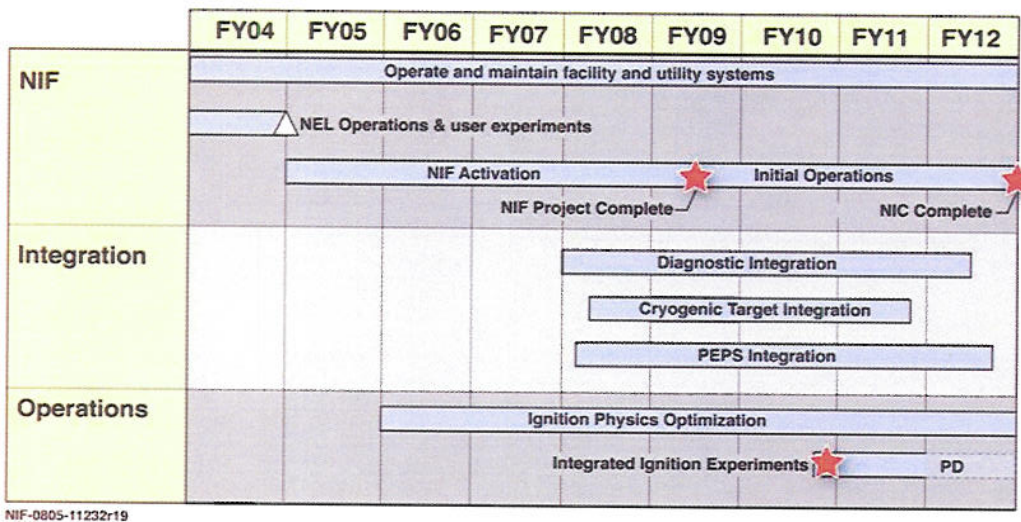 FY04 FY05 FY06 FY07 FY08 FY09 FY10 FY11 FY12
NIF
Operate and maintain facility and utility systems
NEL Operations & user experiments
NIF Activation
Initial Operations
NIF Project Complete
NIC Complete
Integration
Diagnostic Integration
Cryogenic Target Integration
PEPS Integration
Operations
Ignition Physics Optimization
Integrated Ignition Experiments
PD
NIF-0805-11232r19